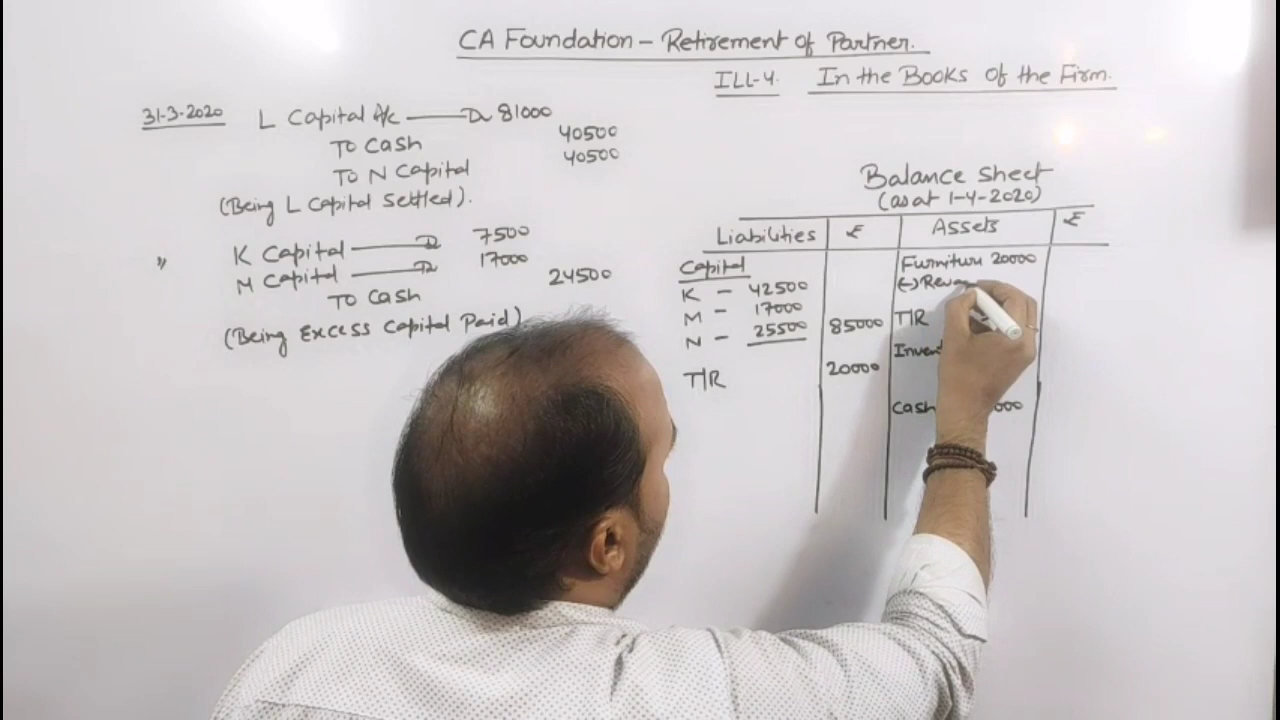 CA Foundation - Retirement of Partner.
ILL-4. In the Books of the Firm.
31-3-2020 L Capital A/c Dr 81000
To Cash 40500
To N Capital 40500
(Being L Capital Settled).
" K Capital Dr 7500
M Capital Dr 17000
To Cash 24500
(Being Excess Capital Paid)
Balance Sheet
(as at 1-4-2020)
Liabilities ₹ Assets ₹
Capital
K - 42500
M - 17000
N - 25500 85000
T/R 20000
Furniture 20000
(-)
T/R
Cash